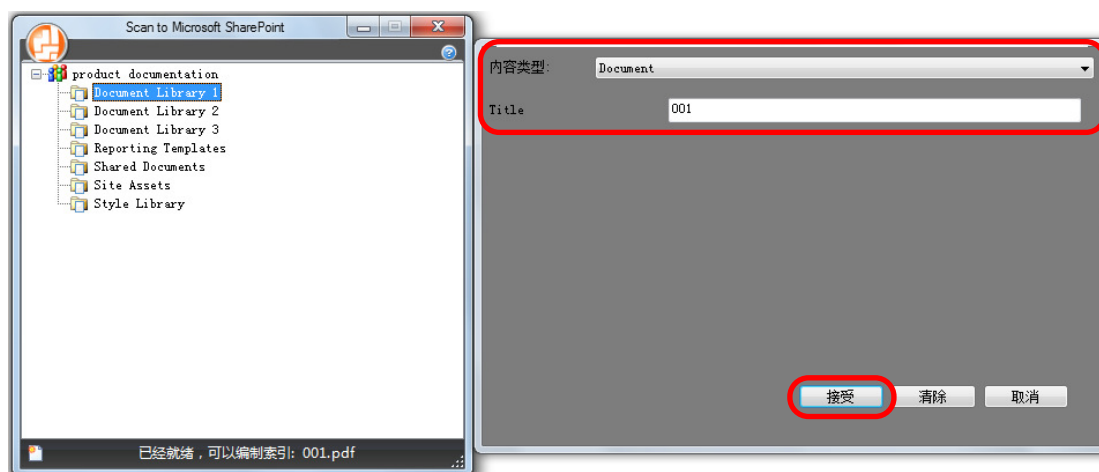 Scan to Microsoft SharePoint
product documentation
Document Library 1
Document Library 2
Document Library 3
Reporting Templates
Shared Documents
Site Assets
Style Library
已经就绪，可以编制索引: 001.pdf
内容类型: Document
Title 001
接受 清除 取消